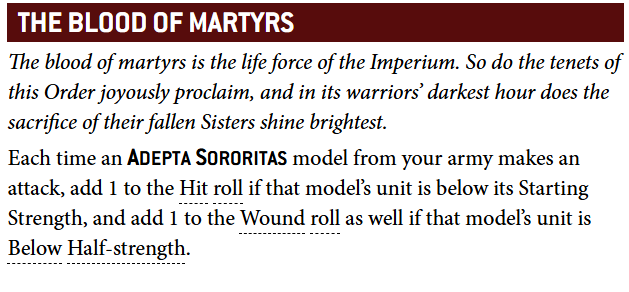 THE BLOOD OF MARTYRS
The blood of martyrs is the life force of the Imperium. So do the tenets of
this Order joyously proclaim, and in its warriors’ darkest hour does the
sacrifice of their fallen Sisters shine brightest.
Each time an ADEPTA SORORITAS model from your army makes an
attack, add 1 to the Hit roll if that model’s unit is below its Starting
Strength, and add 1 to the Wound roll as well if that model’s unit is
Below Half-strength.